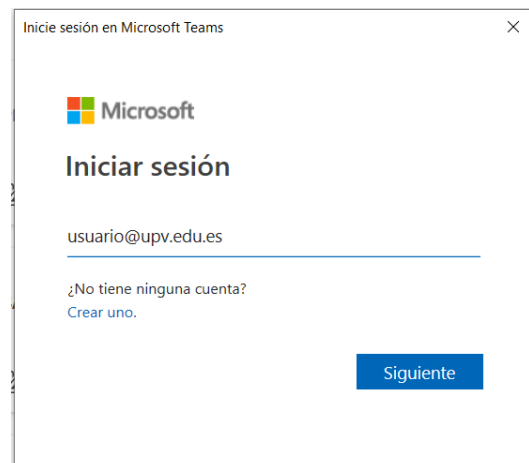 Inicie sesión en Microsoft Teams
Microsoft
Iniciar sesión
usuario@upv.edu.es
¿No tiene ninguna cuenta?
Crear uno.
Siguiente